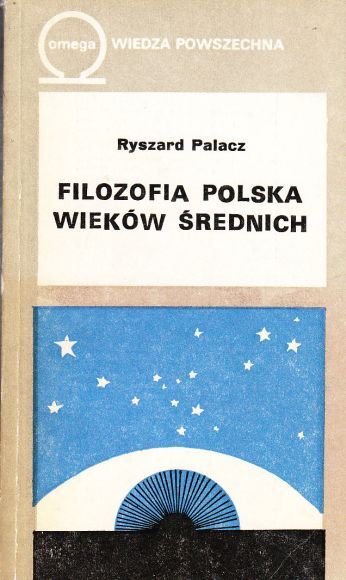 omega WIEDZA POWSZECHNA
Ryszard Palacz
FILOZOFIA POLSKA
WIEKÓW ŚREDNICH